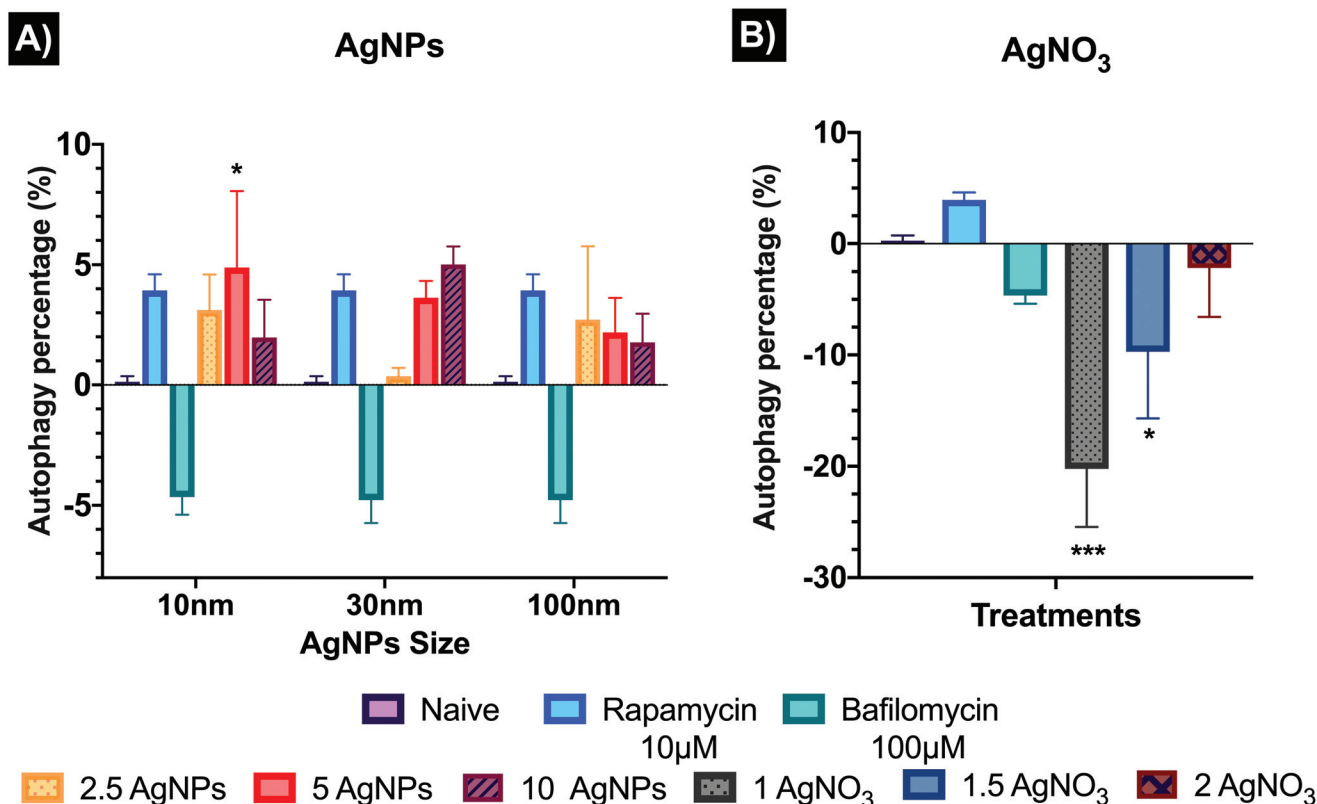 A)
AgNPs
Autophagy percentage (%)
10
5
0
-5
*
10nm
30nm
100nm
AgNPs Size
B)
AgNO₃
Autophagy percentage (%)
10
0
-10
-20
-30
***
*
Treatments
Naive
Rapamycin
10µM
Bafilomycin
100µM
2.5 AgNPs
5 AgNPs
10 AgNPs
1 AgNO₃
1.5 AgNO₃
2 AgNO₃